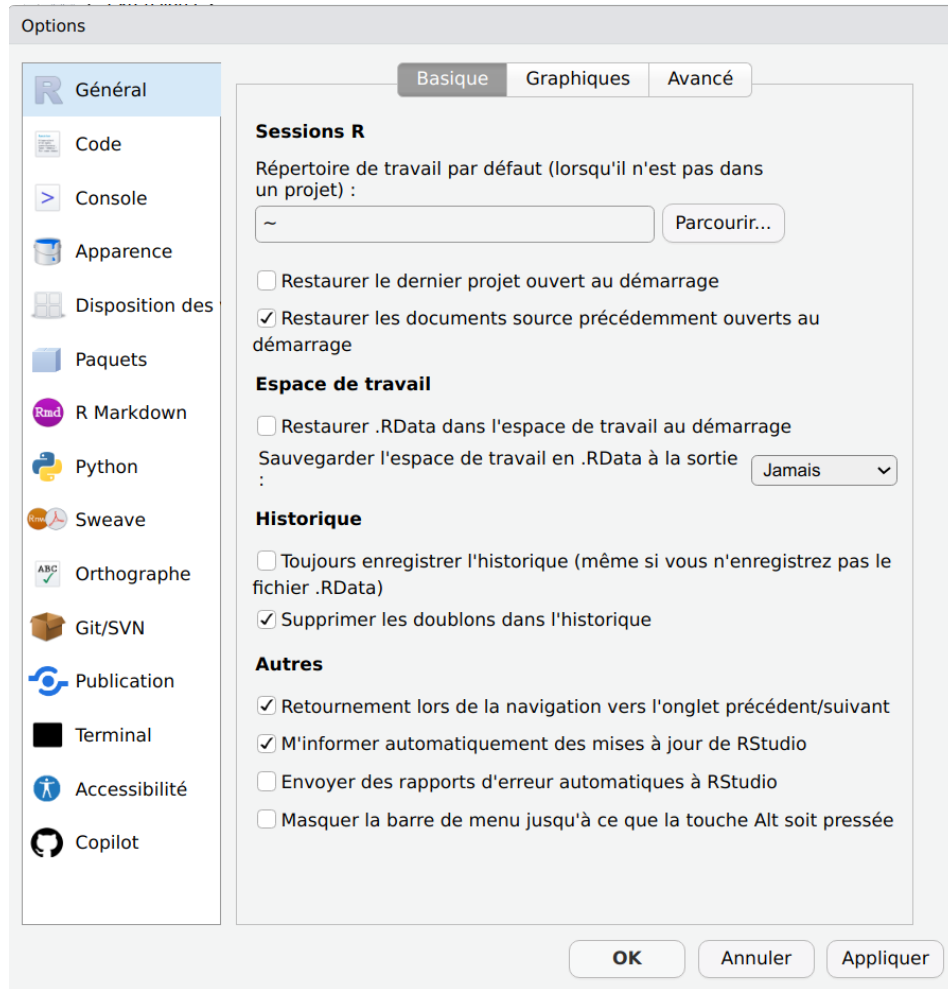 Options
Général
Code
Console
Apparence
Disposition des
Paquets
Rmd R Markdown
Python
Rnw Sweave
ABC Orthographe
Git/SVN
Publication
Terminal
Accessibilité
Copilot
Basique Graphiques Avancé
Sessions R
Répertoire de travail par défaut (lorsqu'il n'est pas dans
un projet) :
~ Parcourir...
Restaurer le dernier projet ouvert au démarrage
Restaurer les documents source précédemment ouverts au
démarrage
Espace de travail
Restaurer .RData dans l'espace de travail au démarrage
Sauvegarder l'espace de travail en .RData à la sortie
: Jamais
Historique
Toujours enregistrer l'historique (même si vous n'enregistrez pas le
fichier .RData)
Supprimer les doublons dans l'historique
Autres
Retournement lors de la navigation vers l'onglet précédent/suivant
M'informer automatiquement des mises à jour de RStudio
Envoyer des rapports d'erreur automatiques à RStudio
Masquer la barre de menu jusqu'à ce que la touche Alt soit pressée
OK Annuler Appliquer